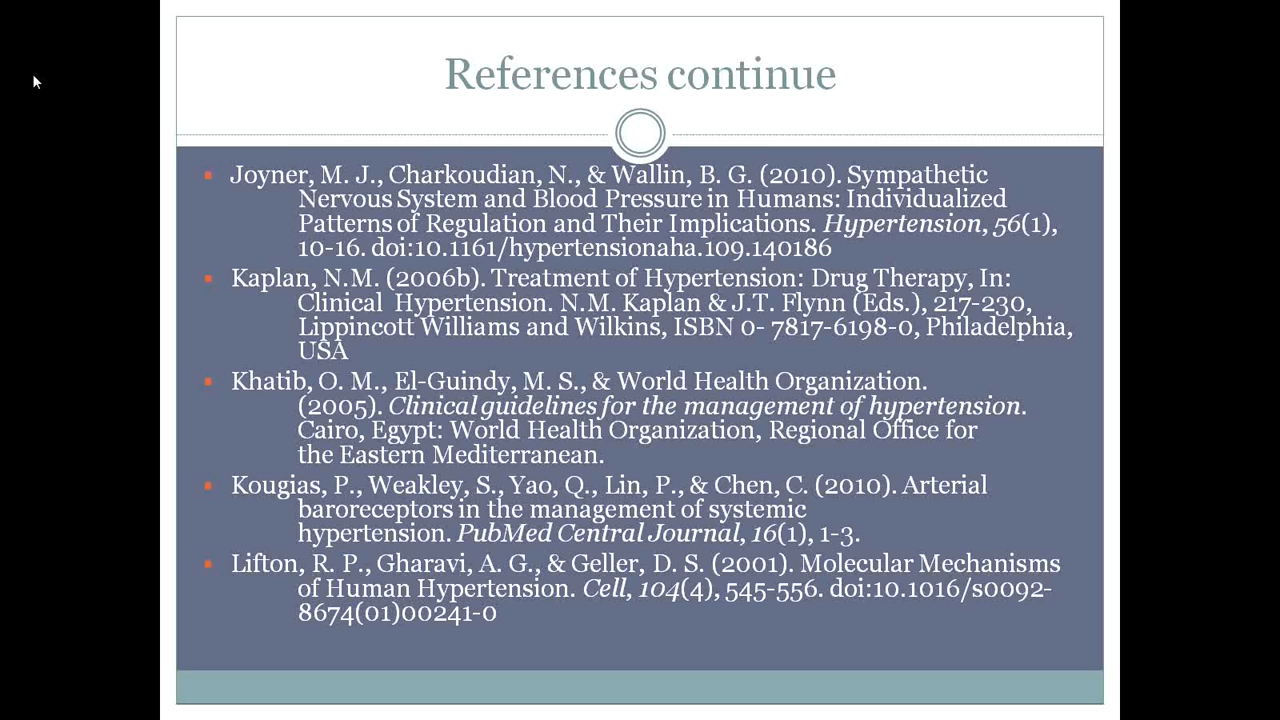 References continue
Joyner, M. J., Charkoudian, N., & Wallin, B. G. (2010). Sympathetic
Nervous System and Blood Pressure in Humans: Individualized
Patterns of Regulation and Their Implications. Hypertension, 56(1),
10-16. doi:10.1161/hypertensionaha.109.140186
Kaplan, N.M. (2006b). Treatment of Hypertension: Drug Therapy, In:
Clinical Hypertension. N.M. Kaplan & J.T. Flynn (Eds.), 217-230,
Lippincott Williams and Wilkins, ISBN 0- 7817-6198-0, Philadelphia,
USA
Khatib, O. M., El-Guindy, M. S., & World Health Organization.
(2005). Clinical guidelines for the management of hypertension.
Cairo, Egypt: World Health Organization, Regional Office for
the Eastern Mediterranean.
Kougias, P., Weakley, S., Yao, Q., Lin, P., & Chen, C. (2010). Arterial
baroreceptors in the management of systemic
hypertension. PubMed Central Journal, 16(1), 1-3.
Lifton, R. P., Gharavi, A. G., & Geller, D. S. (2001). Molecular Mechanisms
of Human Hypertension. Cell, 104(4), 545-556. doi:10.1016/s0092-
8674(01)00241-0